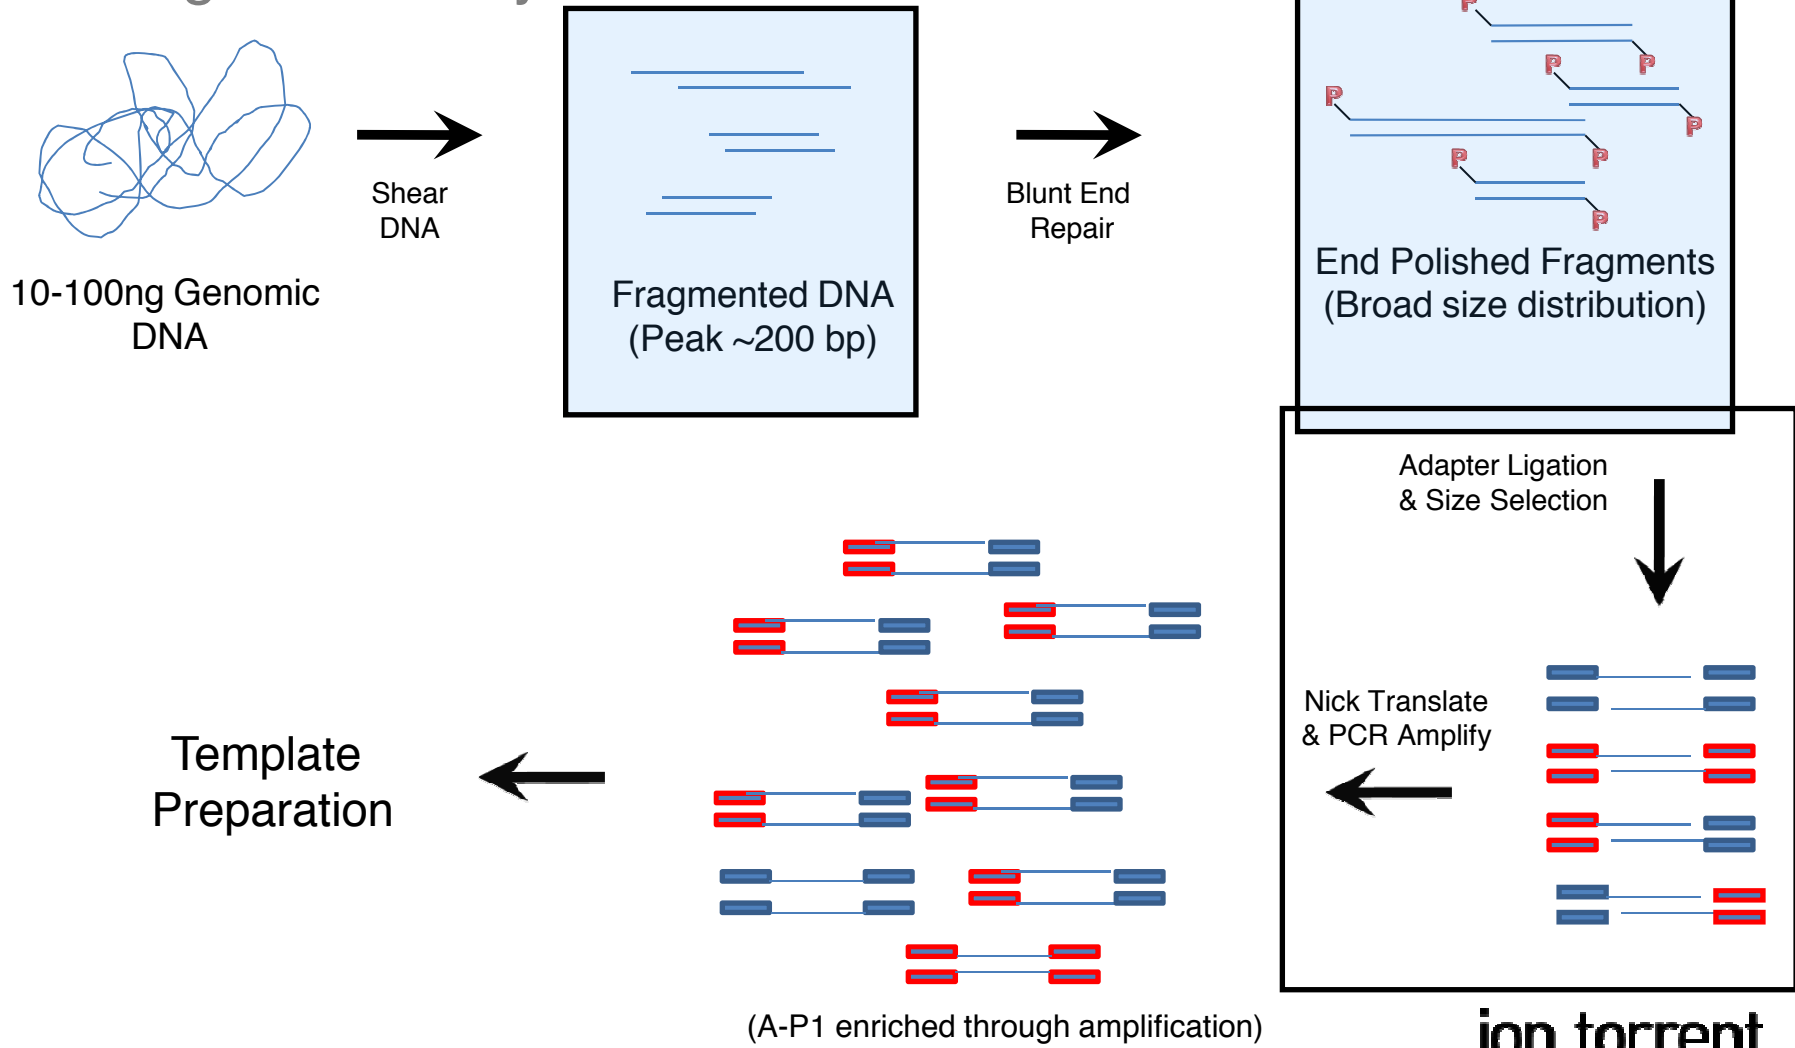 P
P
P
P
P
P
P
P
Shear
DNA
Blunt End
Repair
10-100ng Genomic
DNA
Fragmented DNA
(Peak ~200 bp)
End Polished Fragments
(Broad size distribution)
Adapter Ligation
& Size Selection
Nick Translate
& PCR Amplify
Template
Preparation
(A-P1 enriched through amplification)
ion torrent